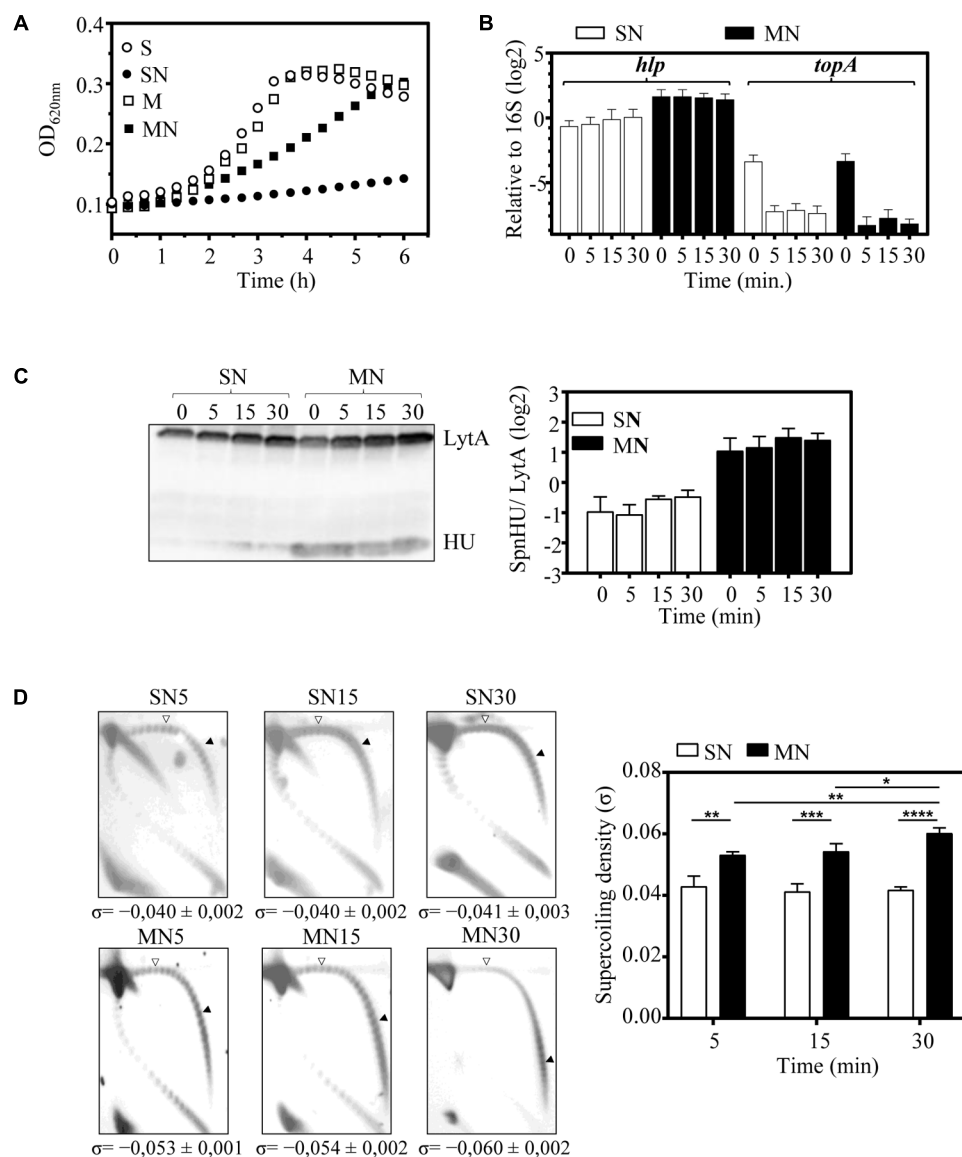 A
0.4
0.3
0.2
0.1
OD620nm
S
SN
M
MN
0 1 2 3 4 5 6
Time (h)
B
SN MN
hlp topA
5
0
-5
Relative to 16S (log2)
0 5 15 30 0 5 15 30 0 5 15 30 0 5 15 30
Time (min.)
C
SN MN
0 5 15 30 0 5 15 30
LytA
HU
3
2
1
0
-1
-2
-3
SpnHU/ LytA (log2)
SN
MN
0 5 15 30 0 5 15 30
Time (min)
D
SN5 SN15 SN30
σ= −0,040 ± 0,002 σ= −0,040 ± 0,002 σ= −0,041 ± 0,003
MN5 MN15 MN30
σ= −0,053 ± 0,001 σ= −0,054 ± 0,002 σ= −0,060 ± 0,002
SN MN
0.08
0.06
0.04
0.02
0.00
Supercoiling density (σ)
*
**
** *** ****
5 15 30
Time (min)